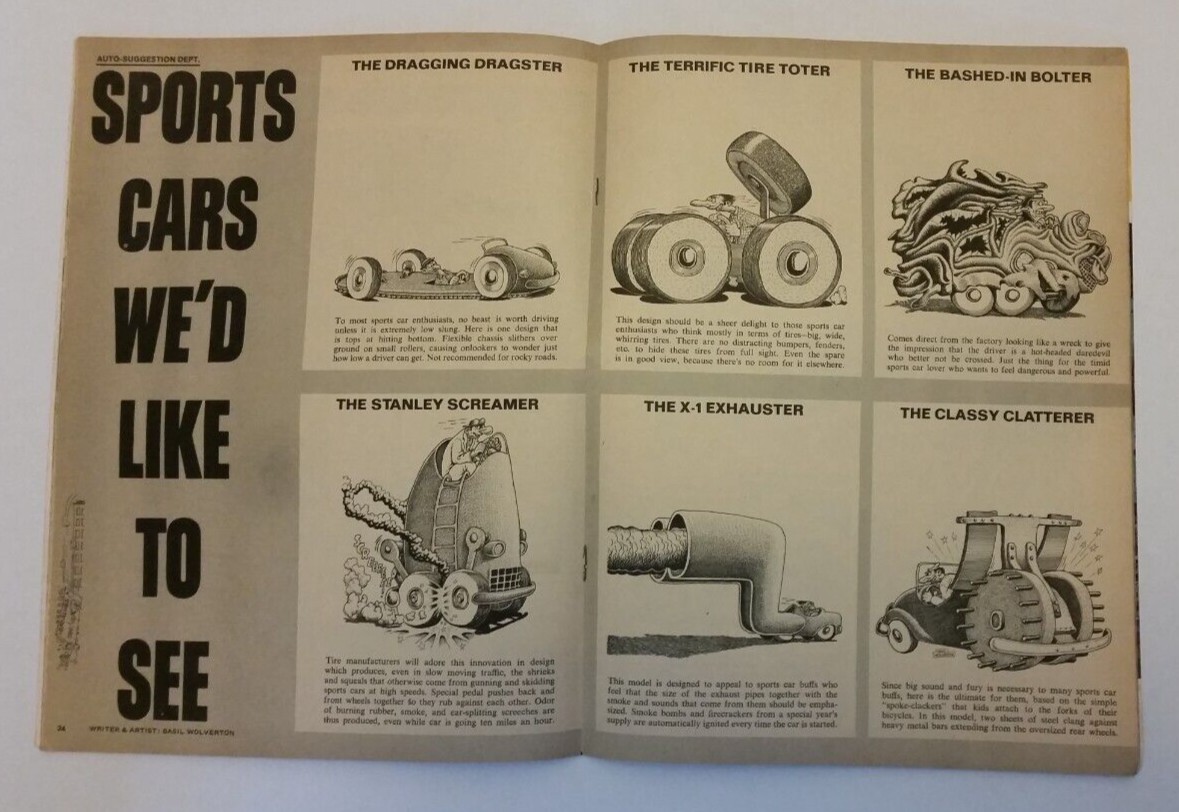 AUTO-SUGGESTION DEPT.
SPORTS
CARS
WE'D
LIKE
TO
SEE
34
WRITER & ARTIST: BASIL WOLVERTON
THE DRAGGING DRAGSTER
To most sports car enthusiasts, no beast is worth driving
unless it is extremely low slung. Here is one design that
is tops at hitting bottom. Flexible chassis slithers over
ground on small rollers, causing onlookers to wonder just
how low a driver can get. Not recommended for rocky roads.
THE TERRIFIC TIRE TOTER
This design should be a sheer delight to those sports car
enthusiasts who think mostly in terms of tires—big, wide,
whirring tires. There are no distracting bumpers, fenders,
etc. to hide these tires from full sight. Even the spare
is in good view, because there's no room for it elsewhere.
THE BASHED-IN BOLTER
Comes direct from the factory looking like a wreck to give
the impression that the driver is a hot-headed daredevil
who better not be crossed. Just the thing for the timid
sports car lover who wants to feel dangerous and powerful.
THE STANLEY SCREAMER
Tire manufacturers will adore this innovation in design
which produces, even in slow moving traffic, the shrieks
and squeals that otherwise come from gunning and skidding
sports cars at high speeds. Special pedal pushes back and
front wheels together so they rub against each other. Odor
of burning rubber, smoke, and ear-splitting screeches are
thus produced, even while car is going ten miles an hour.
THE X-1 EXHAUSTER
This model is designed to appeal to sports car buffs who
feel that the size of the exhaust pipes together with the
smoke and sounds that come from them should be empha-
sized. Smoke bombs and firecrackers from a special year's
supply are automatically ignited every time the car is started.
THE CLASSY CLATTERER
Since big sound and fury is necessary to many sports car
buffs, here is the ultimate for them, based on the simple
"spoke-clackers" that kids attach to the forks of their
bicycles. In this model, two sheets of steel clang against
heavy metal bars extending from the oversized rear wheels.